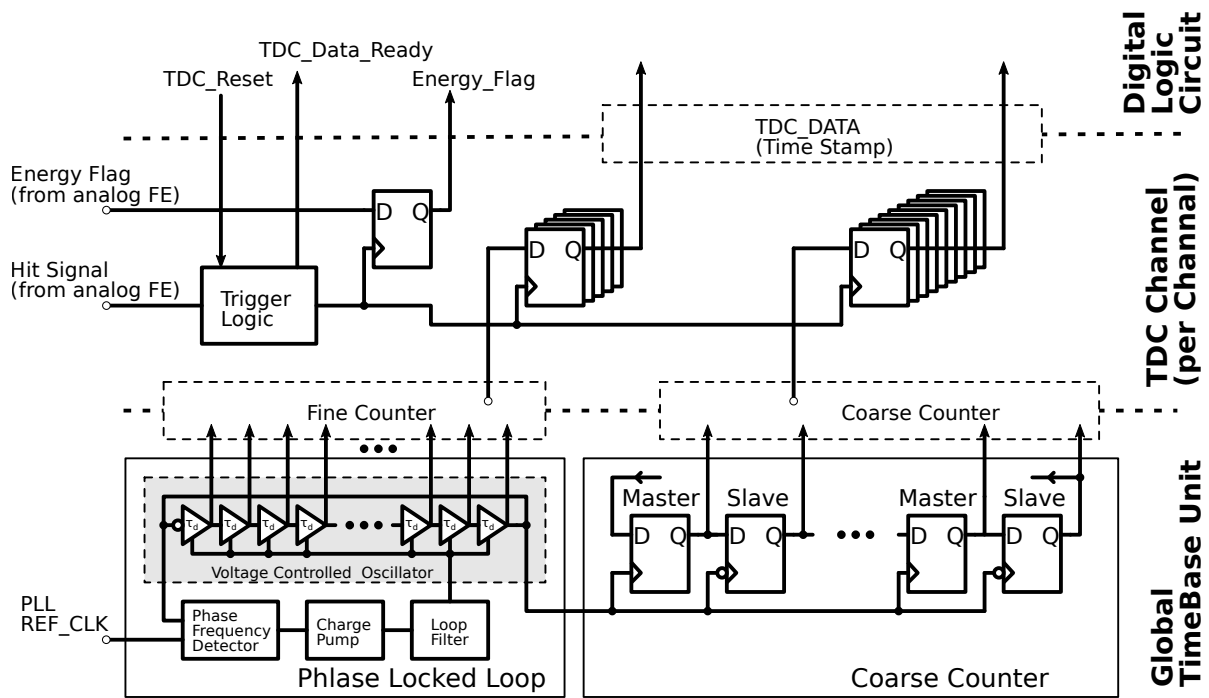 TDC_Data_Ready
TDC_Reset
Energy_Flag
Digital
Logic
Circuit
TDC_DATA
(Time Stamp)
Energy Flag
(from analog FE)
D Q
Hit Signal
(from analog FE)
Trigger
Logic
D Q
D Q
TDC Channel
(per Channal)
Fine Counter
Coarse Counter
τd τd τd τd τd τd τd
Voltage Controlled Oscillator
PLL
REF_CLK
Phase
Frequency
Detector
Charge
Pump
Loop
Filter
Phlase Locked Loop
Master Slave Master Slave
D Q D Q D Q D Q
Coarse Counter
Global
TimeBase Unit